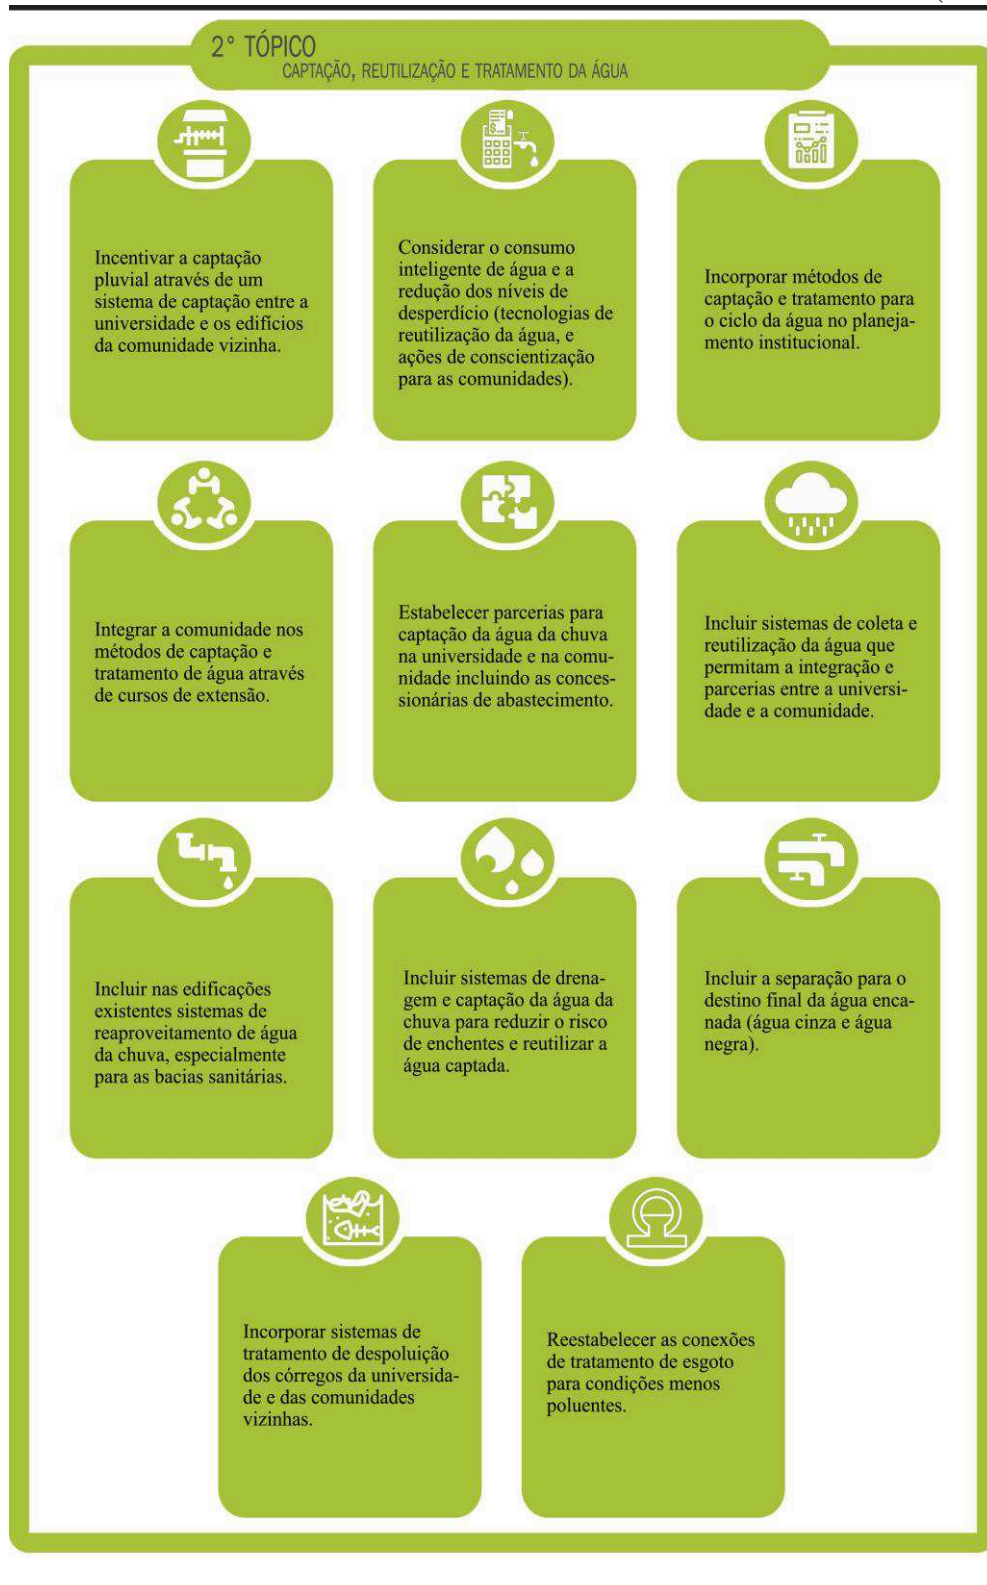 2° TÓPICO
CAPTAÇÃO, REUTILIZAÇÃO E TRATAMENTO DA ÁGUA
Incentivar a captação
pluvial através de um
sistema de captação entre a
universidade e os edifícios
da comunidade vizinha.
Considerar o consumo
inteligente de água e a
redução dos níveis de
desperdício (tecnologias de
reutilização da água, e
ações de conscientização
para as comunidades).
Incorporar métodos de
captação e tratamento para
o ciclo da água no planeja-
mento institucional.
Integrar a comunidade nos
métodos de captação e
tratamento de água através
de cursos de extensão.
Estabelecer parcerias para
captação da água da chuva
na universidade e na comu-
nidade incluindo as conces-
sionárias de abastecimento.
Incluir sistemas de coleta e
reutilização da água que
permitam a integração e
parcerias entre a universi-
dade e a comunidade.
Incluir nas edificações
existentes sistemas de
reaproveitamento de água
da chuva, especialmente
para as bacias sanitárias.
Incluir sistemas de drena-
gem e captação da água da
chuva para reduzir o risco
de enchentes e reutilizar a
água captada.
Incluir a separação para o
destino final da água enca-
nada (água cinza e água
negra).
Incorporar sistemas de
tratamento de despoluição
dos córregos da universida-
de e das comunidades
vizinhas.
Reestabelecer as conexões
de tratamento de esgoto
para condições menos
poluentes.